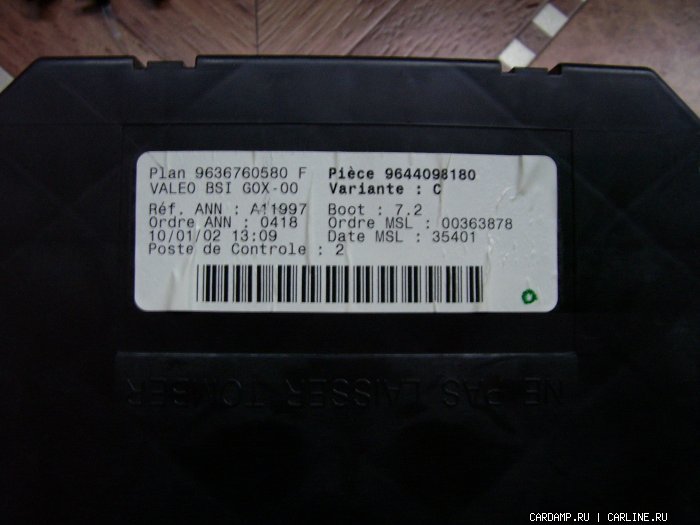 Plan 9636760580 F Pièce 9644098180
VALEO BSI GOX-00 Variante : C
Réf. ANN : A11997 Boot : 7.2
Ordre ANN : 0418 Ordre MSL : 00363878
10/01/02 13:09 Date MSL : 35401
Poste de Controle : 2
NE PAS LAISSER TOMBER
CARDAMP.RU | CARLINE.RU